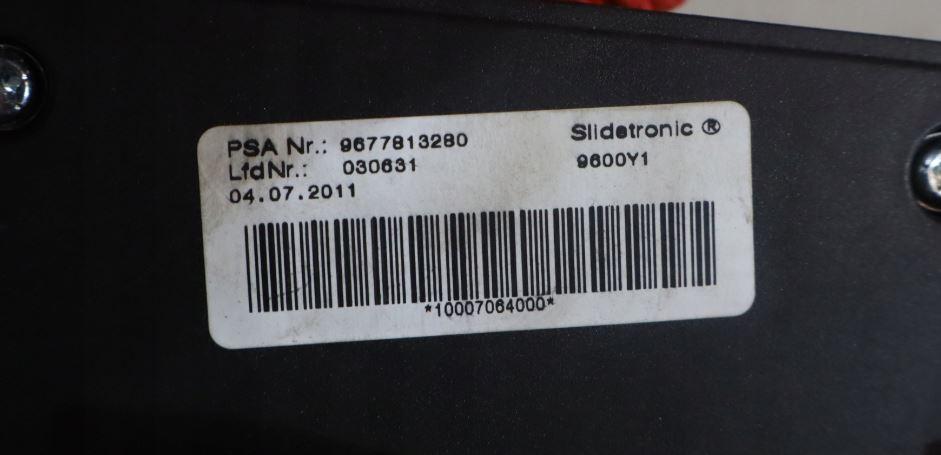 PSA Nr.: 9677813280
Slidetronic ®
LfdNr.: 030631
9600Y1
04.07.2011
*10007064000*